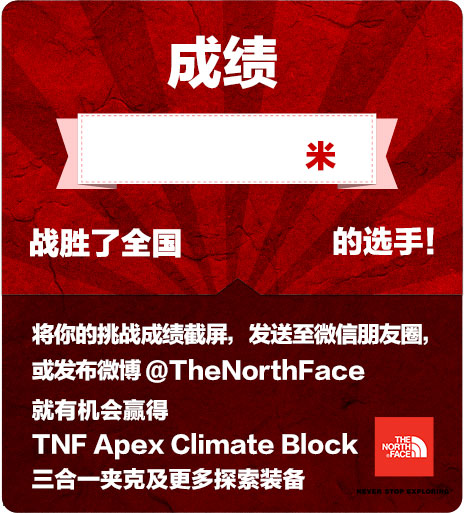 成绩
米
战胜了全国 的选手!
将你的挑战成绩截屏，发送至微信朋友圈，
或发布微博@TheNorthFace
就有机会赢得
TNF Apex Climate Block
三合一夹克及更多探索装备
THE
NORTH
FACE
NEVER STOP EXPLORING